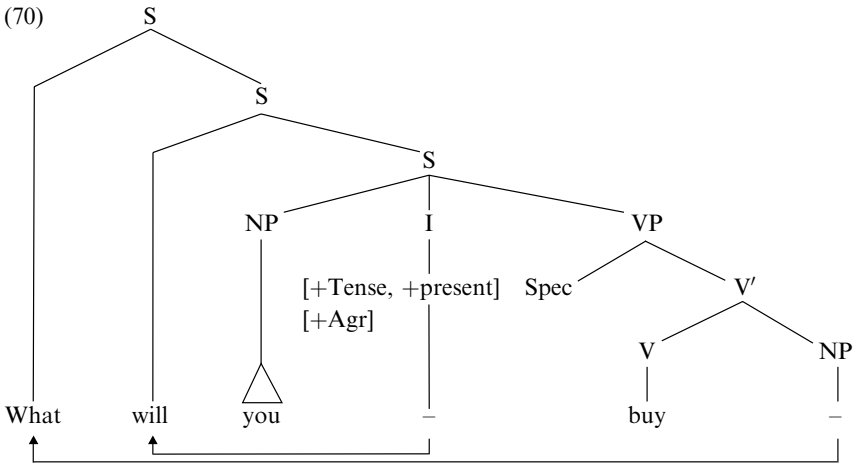 (70) S
S
S
NP I VP
[+Tense, +present] Spec V′
[+Agr]
V NP
What will you – buy –